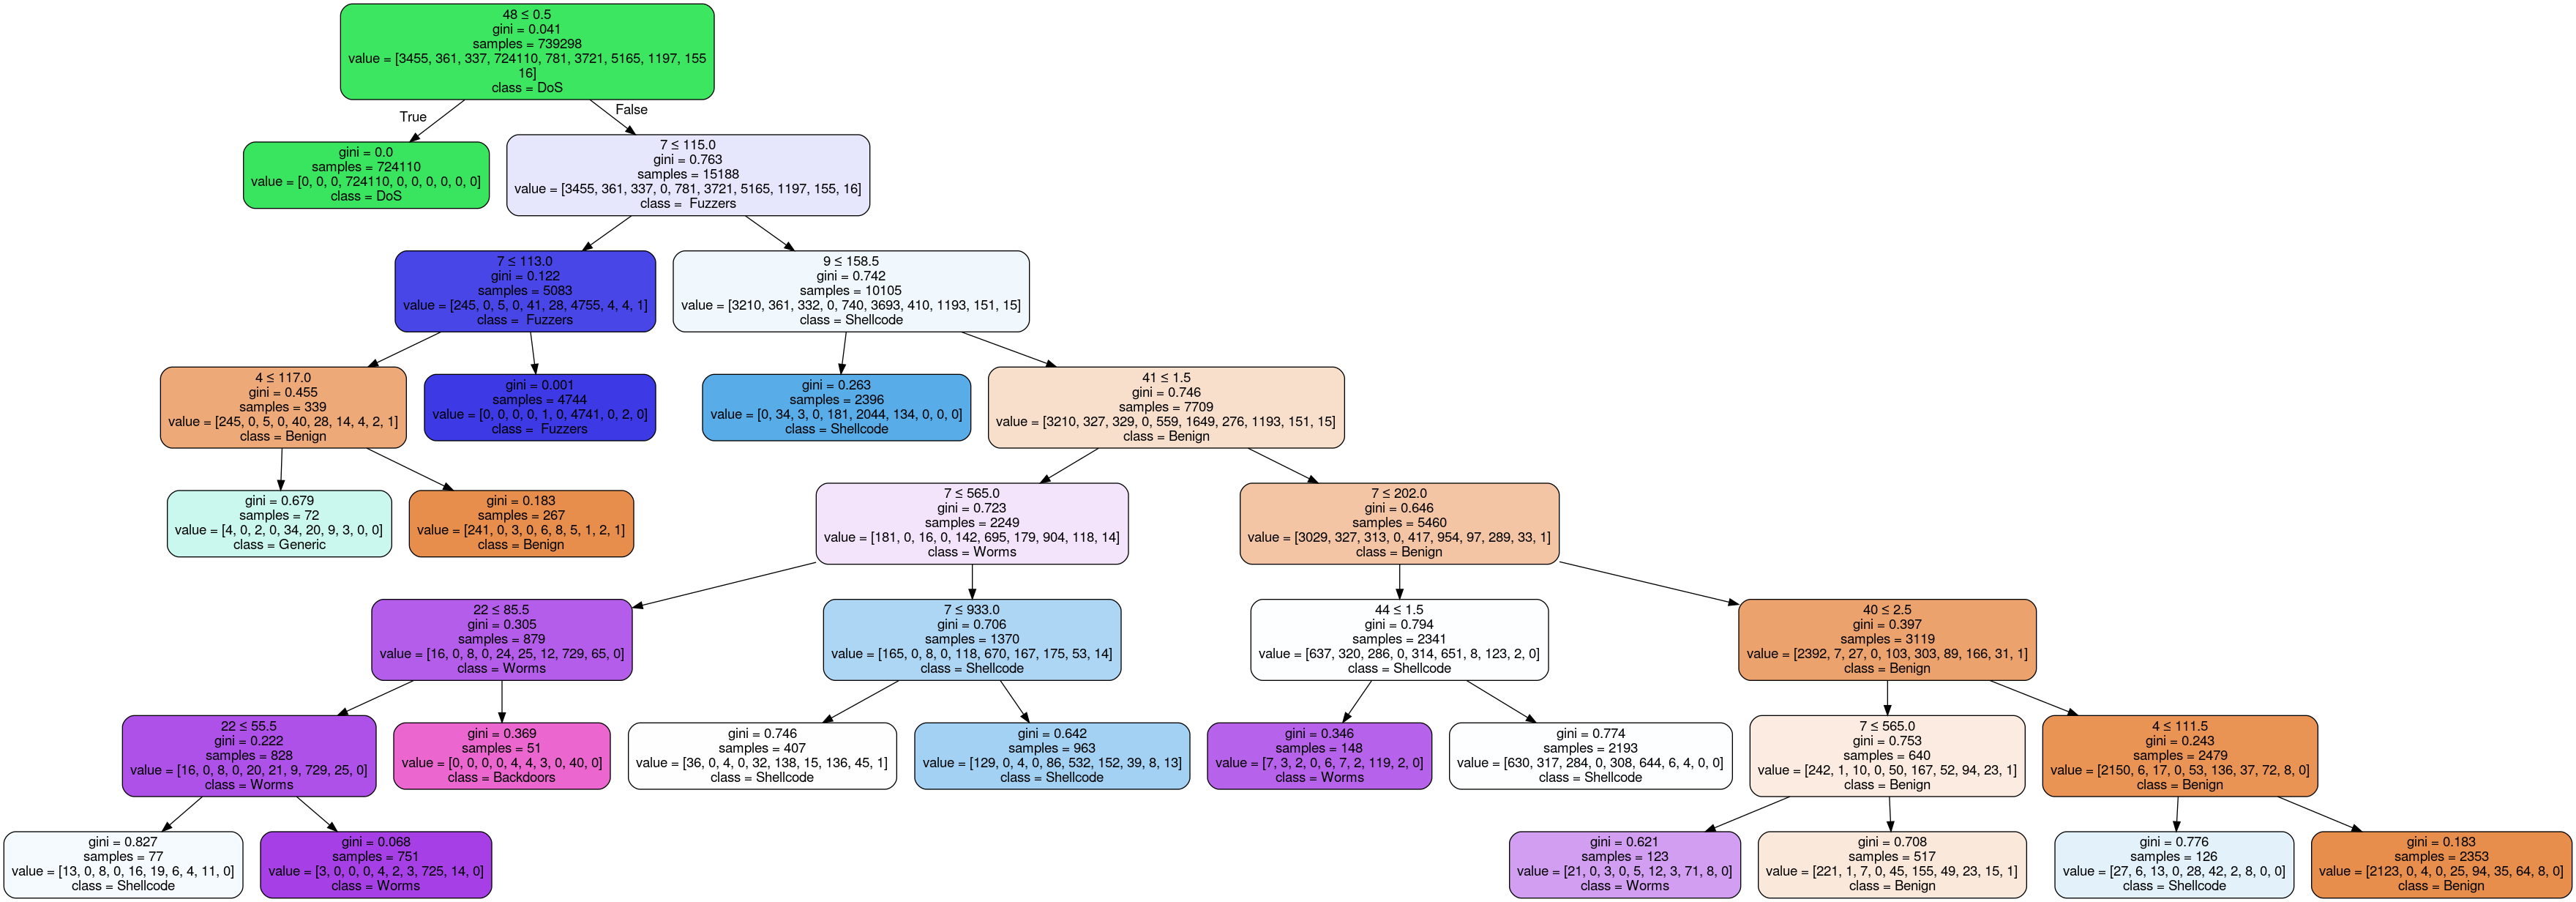 48 ≤ 0.5
gini = 0.041
samples = 739298
value = [3455, 361, 337, 724110, 781, 3721, 5165, 1197, 155
16]
class = DoS
True
False
gini = 0.0
samples = 724110
value = [0, 0, 0, 724110, 0, 0, 0, 0, 0, 0]
class = DoS
7 ≤ 115.0
gini = 0.763
samples = 15188
value = [3455, 361, 337, 0, 781, 3721, 5165, 1197, 155, 16]
class =  Fuzzers
7 ≤ 113.0
gini = 0.122
samples = 5083
value = [245, 0, 5, 0, 41, 28, 4755, 4, 4, 1]
class =  Fuzzers
9 ≤ 158.5
gini = 0.742
samples = 10105
value = [3210, 361, 332, 0, 740, 3693, 410, 1193, 151, 15]
class = Shellcode
4 ≤ 117.0
gini = 0.455
samples = 339
value = [245, 0, 5, 0, 40, 28, 14, 4, 2, 1]
class = Benign
gini = 0.001
samples = 4744
value = [0, 0, 0, 0, 1, 0, 4741, 0, 2, 0]
class =  Fuzzers
gini = 0.263
samples = 2396
value = [0, 34, 3, 0, 181, 2044, 134, 0, 0, 0]
class = Shellcode
41 ≤ 1.5
gini = 0.746
samples = 7709
value = [3210, 327, 329, 0, 559, 1649, 276, 1193, 151, 15]
class = Benign
gini = 0.679
samples = 72
value = [4, 0, 2, 0, 34, 20, 9, 3, 0, 0]
class = Generic
gini = 0.183
samples = 267
value = [241, 0, 3, 0, 6, 8, 5, 1, 2, 1]
class = Benign
7 ≤ 565.0
gini = 0.723
samples = 2249
value = [181, 0, 16, 0, 142, 695, 179, 904, 118, 14]
class = Worms
7 ≤ 202.0
gini = 0.646
samples = 5460
value = [3029, 327, 313, 0, 417, 954, 97, 289, 33, 1]
class = Benign
22 ≤ 85.5
gini = 0.305
samples = 879
value = [16, 0, 8, 0, 24, 25, 12, 729, 65, 0]
class = Worms
7 ≤ 933.0
gini = 0.706
samples = 1370
value = [165, 0, 8, 0, 118, 670, 167, 175, 53, 14]
class = Shellcode
44 ≤ 1.5
gini = 0.794
samples = 2341
value = [637, 320, 286, 0, 314, 651, 8, 123, 2, 0]
class = Shellcode
40 ≤ 2.5
gini = 0.397
samples = 3119
value = [2392, 7, 27, 0, 103, 303, 89, 166, 31, 1]
class = Benign
22 ≤ 55.5
gini = 0.222
samples = 828
value = [16, 0, 8, 0, 20, 21, 9, 729, 25, 0]
class = Worms
gini = 0.369
samples = 51
value = [0, 0, 0, 0, 4, 4, 3, 0, 40, 0]
class = Backdoors
gini = 0.746
samples = 407
value = [36, 0, 4, 0, 32, 138, 15, 136, 45, 1]
class = Shellcode
gini = 0.642
samples = 963
value = [129, 0, 4, 0, 86, 532, 152, 39, 8, 13]
class = Shellcode
gini = 0.346
samples = 148
value = [7, 3, 2, 0, 6, 7, 2, 119, 2, 0]
class = Worms
gini = 0.774
samples = 2193
value = [630, 317, 284, 0, 308, 644, 6, 4, 0, 0]
class = Shellcode
7 ≤ 565.0
gini = 0.753
samples = 640
value = [242, 1, 10, 0, 50, 167, 52, 94, 23, 1]
class = Benign
4 ≤ 111.5
gini = 0.243
samples = 2479
value = [2150, 6, 17, 0, 53, 136, 37, 72, 8, 0]
class = Benign
gini = 0.827
samples = 77
value = [13, 0, 8, 0, 16, 19, 6, 4, 11, 0]
class = Shellcode
gini = 0.068
samples = 751
value = [3, 0, 0, 0, 4, 2, 3, 725, 14, 0]
class = Worms
gini = 0.621
samples = 123
value = [21, 0, 3, 0, 5, 12, 3, 71, 8, 0]
class = Worms
gini = 0.708
samples = 517
value = [221, 1, 7, 0, 45, 155, 49, 23, 15, 1]
class = Benign
gini = 0.776
samples = 126
value = [27, 6, 13, 0, 28, 42, 2, 8, 0, 0]
class = Shellcode
gini = 0.183
samples = 2353
value = [2123, 0, 4, 0, 25, 94, 35, 64, 8, 0]
class = Benign